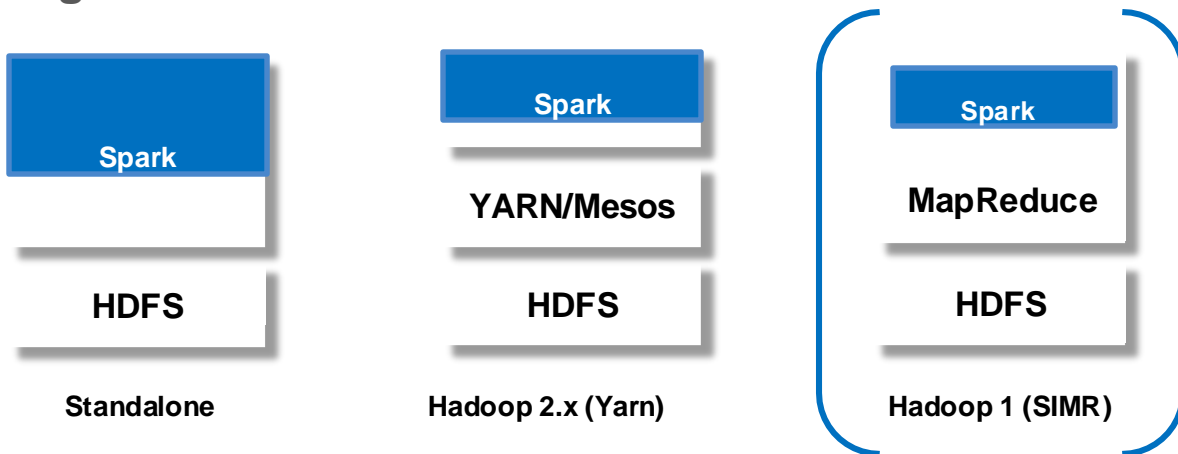 Spark
HDFS
Standalone
Spark
YARN/Mesos
HDFS
Hadoop 2.x (Yarn)
Spark
MapReduce
HDFS
Hadoop 1 (SIMR)